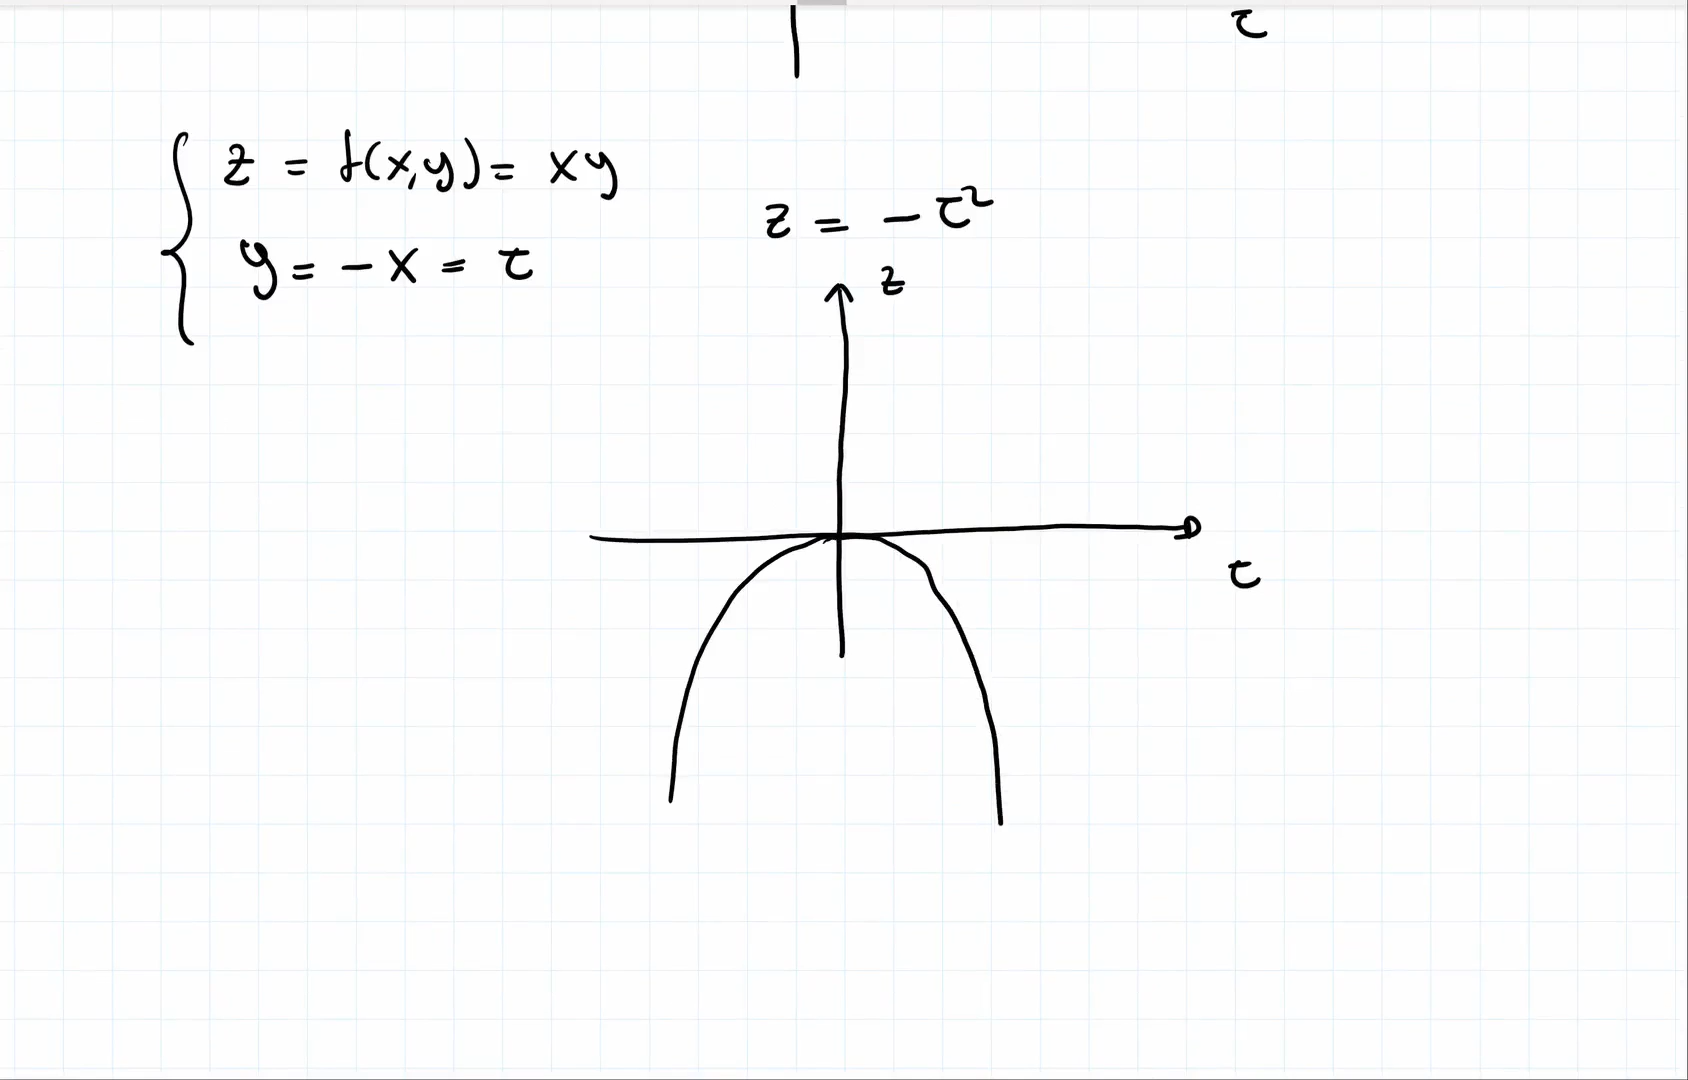 τ
z = f(x,y) = xy
z = - τ²
y = - x = τ
z
τ